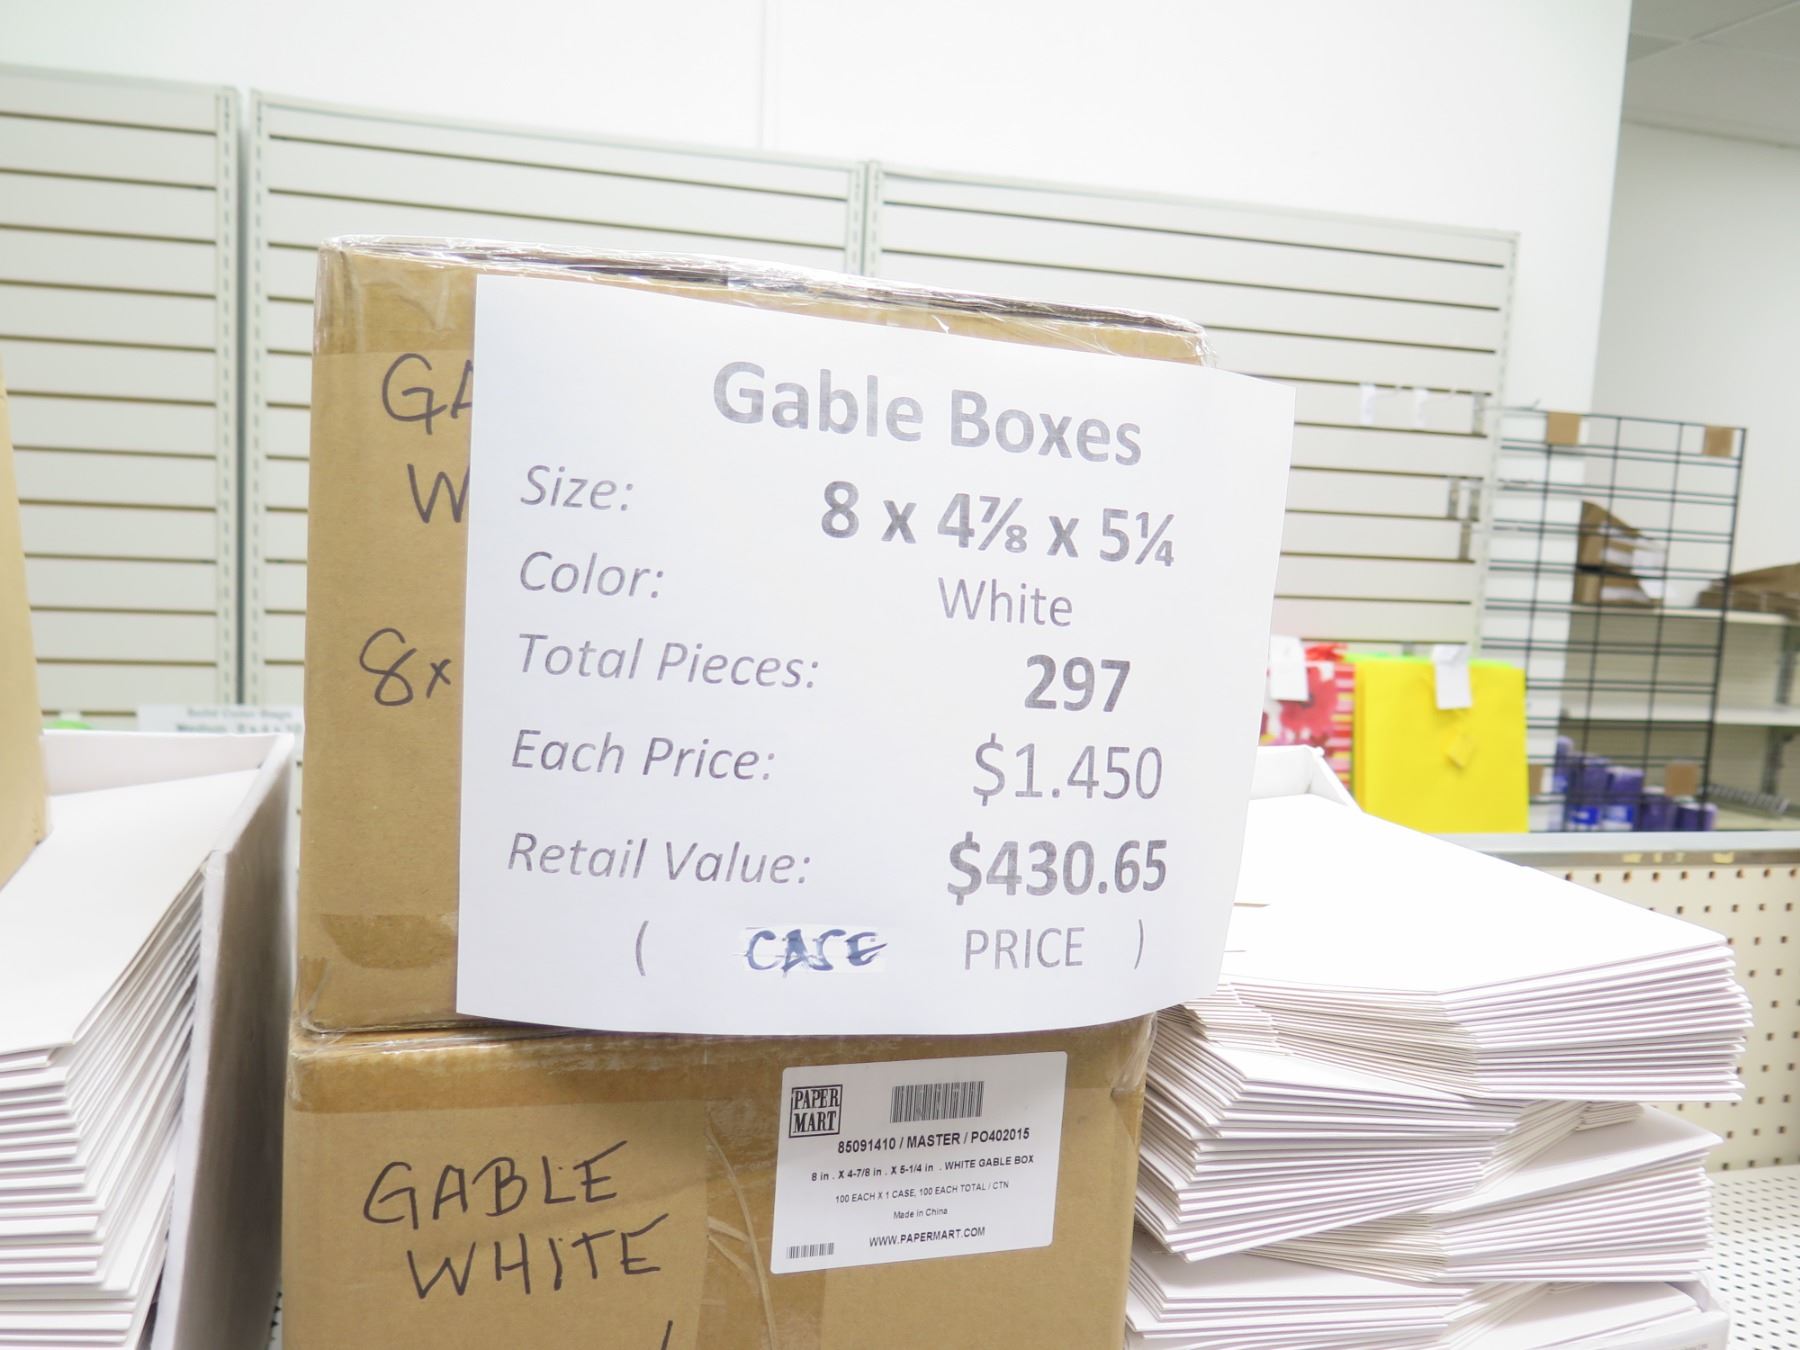 Gable Boxes
Size: 8 x 4⅞ x 5¼
Color: White
Total Pieces: 297
Each Price: $1.450
Retail Value: $430.65
( CASE PRICE )
GA
W
8x
PAPER
MART
85091410 / MASTER / PO402015
8 in . X 4-7/8 in . X 5-1/4 in . WHITE GABLE BOX
100 EACH X 1 CASE, 100 EACH TOTAL / CTN
Made in China
WWW.PAPERMART.COM
GABLE
WHITE
Solid Color Bags